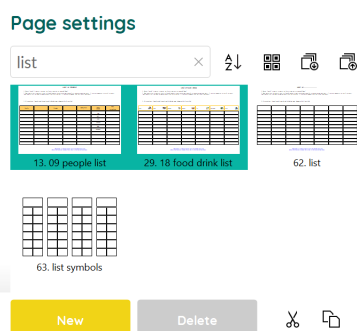 Page settings
list
13. 09 people list
29. 18 food drink list
62. list
63. list symbols
New
Delete